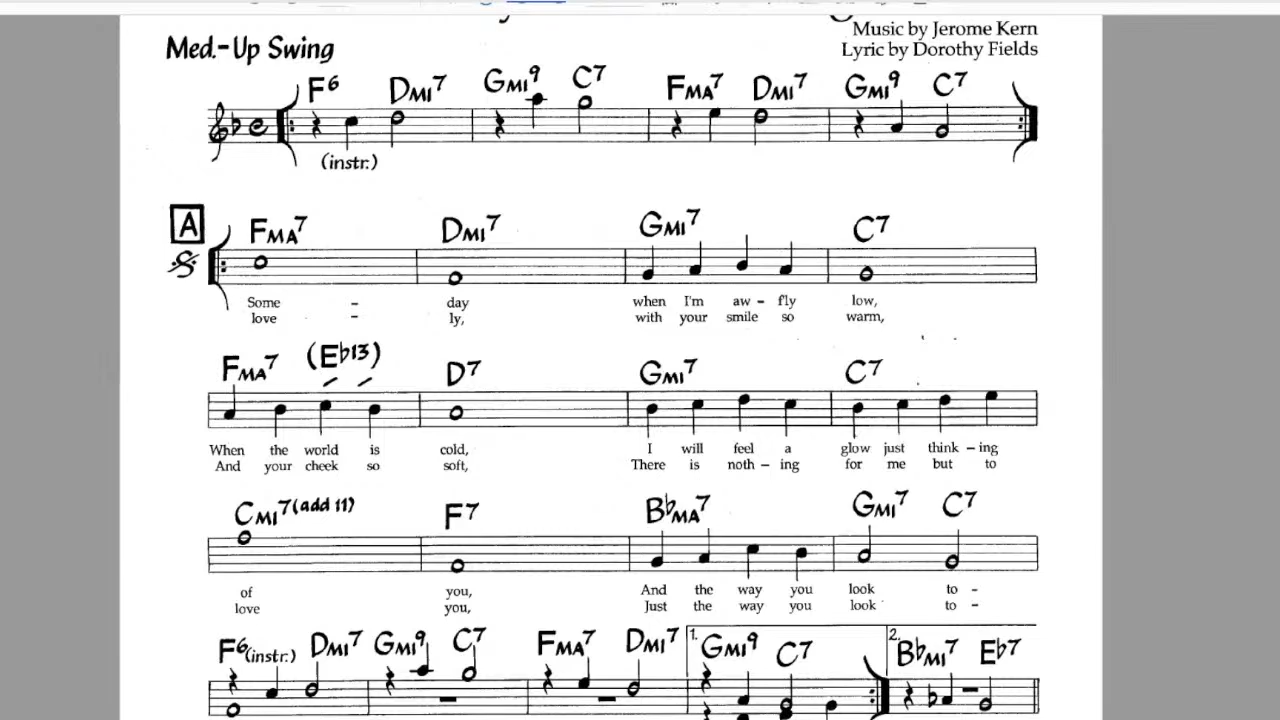 Music by Jerome Kern
Med.-Up Swing
Lyric by Dorothy Fields
F6 Dmi7 Gmi9 C7 Fma7 Dmi7 Gmi9 C7
(instr.)
A
Fma7 Dmi7 Gmi7 C7
Some - day when I'm aw - fly low,
love - ly, with your smile so warm,
Fma7 (Eb13) D7 Gmi7 C7
When the world is cold, I will feel a glow just think - ing
And your cheek so soft, There is noth - ing for me but to
Cmi7(add 11) F7 Bbma7 Gmi7 C7
of you, And the way you look to -
love you, Just the way you look to -
F6 (instr.) Dmi7 Gmi9 C7 Fma7 Dmi7 1. Gmi9 C7 2. Bbmi7 Eb7